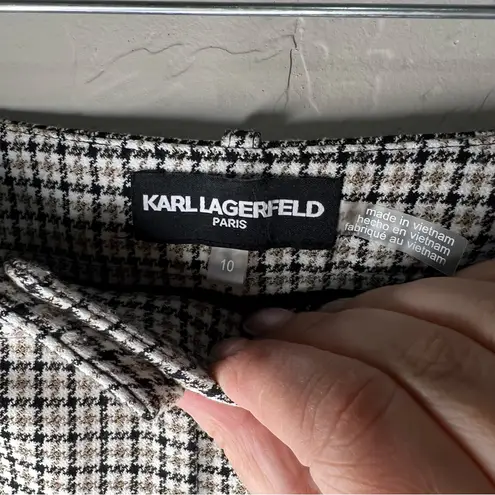 KARL LAGERFELD
PARIS
10
made in vietnam
hecho en vietnam
fabriqué au vietnam